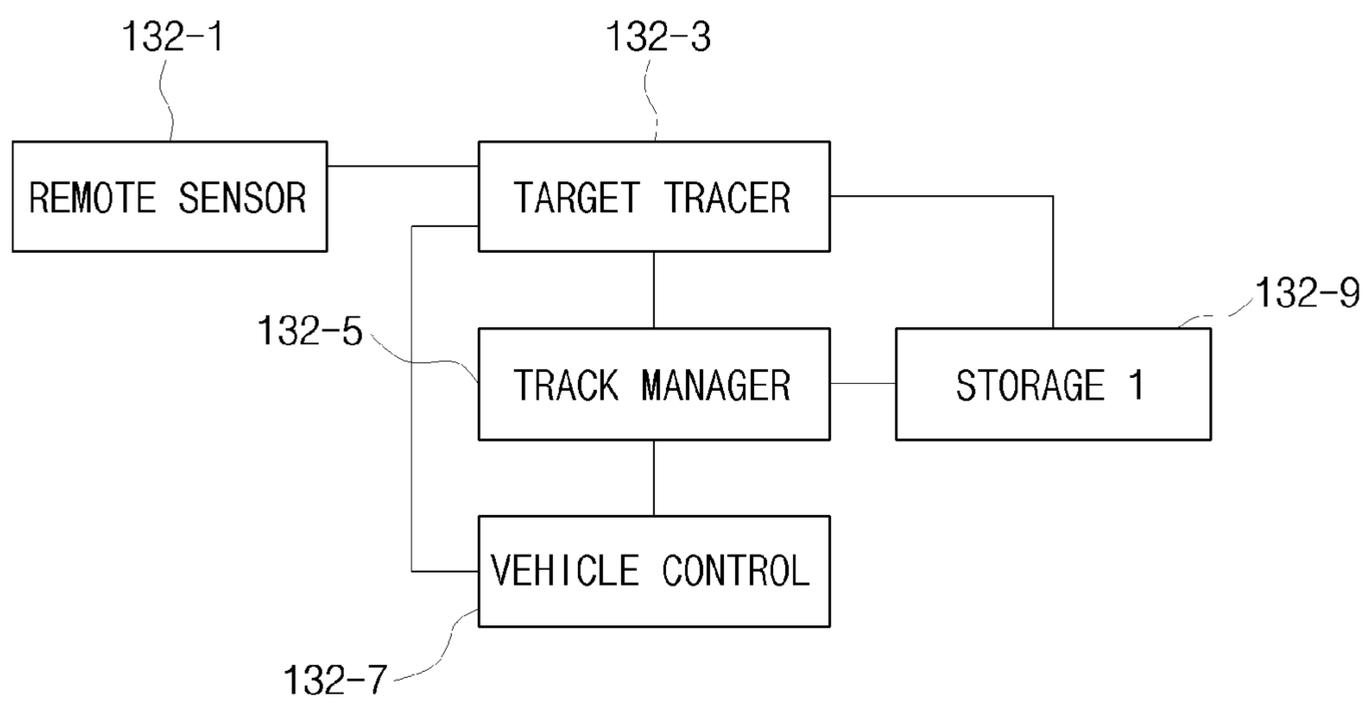 132-1
132-3
REMOTE SENSOR
TARGET TRACER
132-9
132-5
TRACK MANAGER
STORAGE 1
VEHICLE CONTROL
132-7